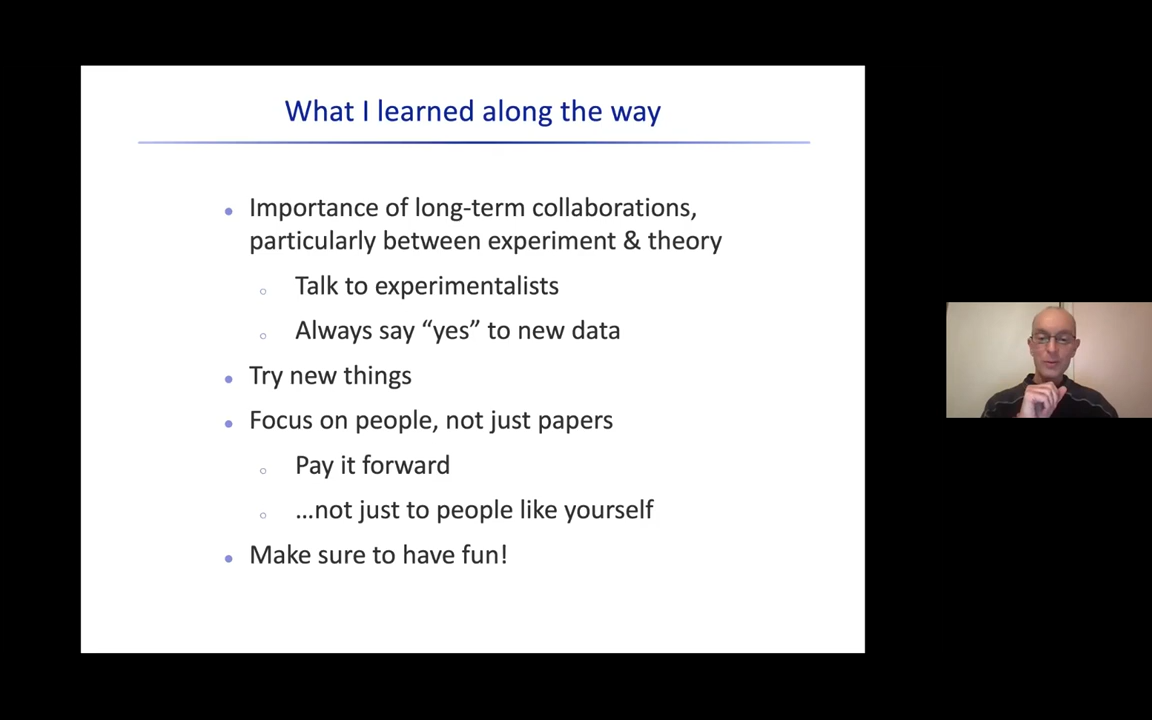 What I learned along the way
• Importance of long-term collaborations,
particularly between experiment & theory
○ Talk to experimentalists
○ Always say “yes” to new data
• Try new things
• Focus on people, not just papers
○ Pay it forward
○ …not just to people like yourself
• Make sure to have fun!